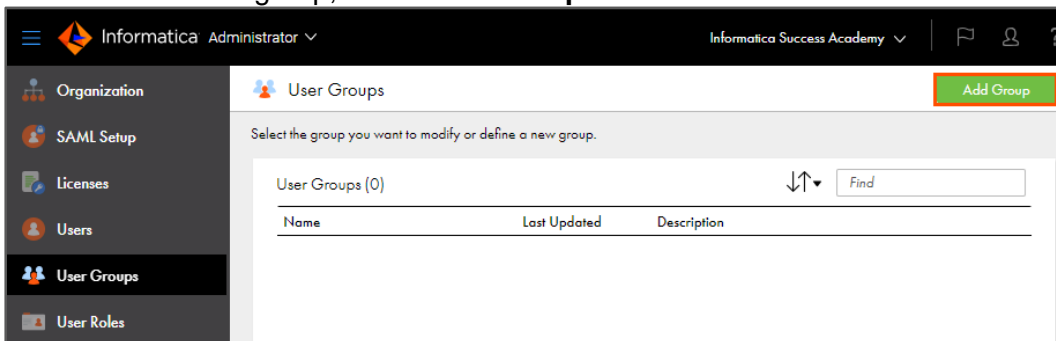 group,
Informatica Administrator Informatica Success Academy ?
Organization
User Groups
Add Group
SAML Setup
Select the group you want to modify or define a new group.
Licenses
User Groups (0)
Find
Name Last Updated Description
Users
User Groups
User Roles